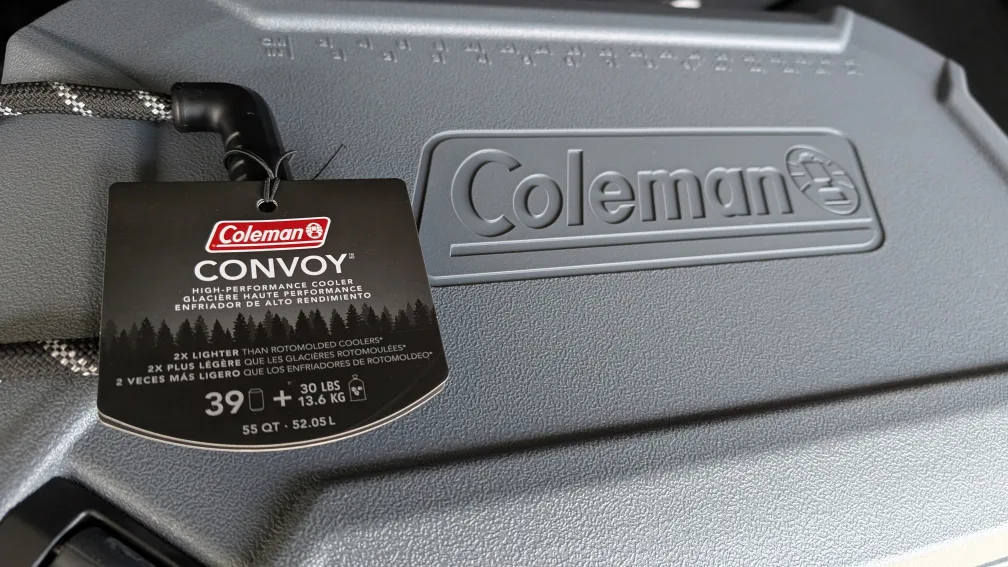 Coleman
Coleman
CONVOY™
HIGH-PERFORMANCE COOLER
GLACIÈRE HAUTE PERFORMANCE
ENFRIADOR DE ALTO RENDIMIENTO
2X LIGHTER THAN ROTOMOLDED COOLERS*
2X PLUS LÉGÈRE QUE LES GLACIÈRES ROTOMOULÉES*
2 VECES MÁS LIGERO QUE LOS ENFRIADORES DE ROTOMOLDEO*
39 + 30 LBS
13.6 KG
55 QT · 52.05 L